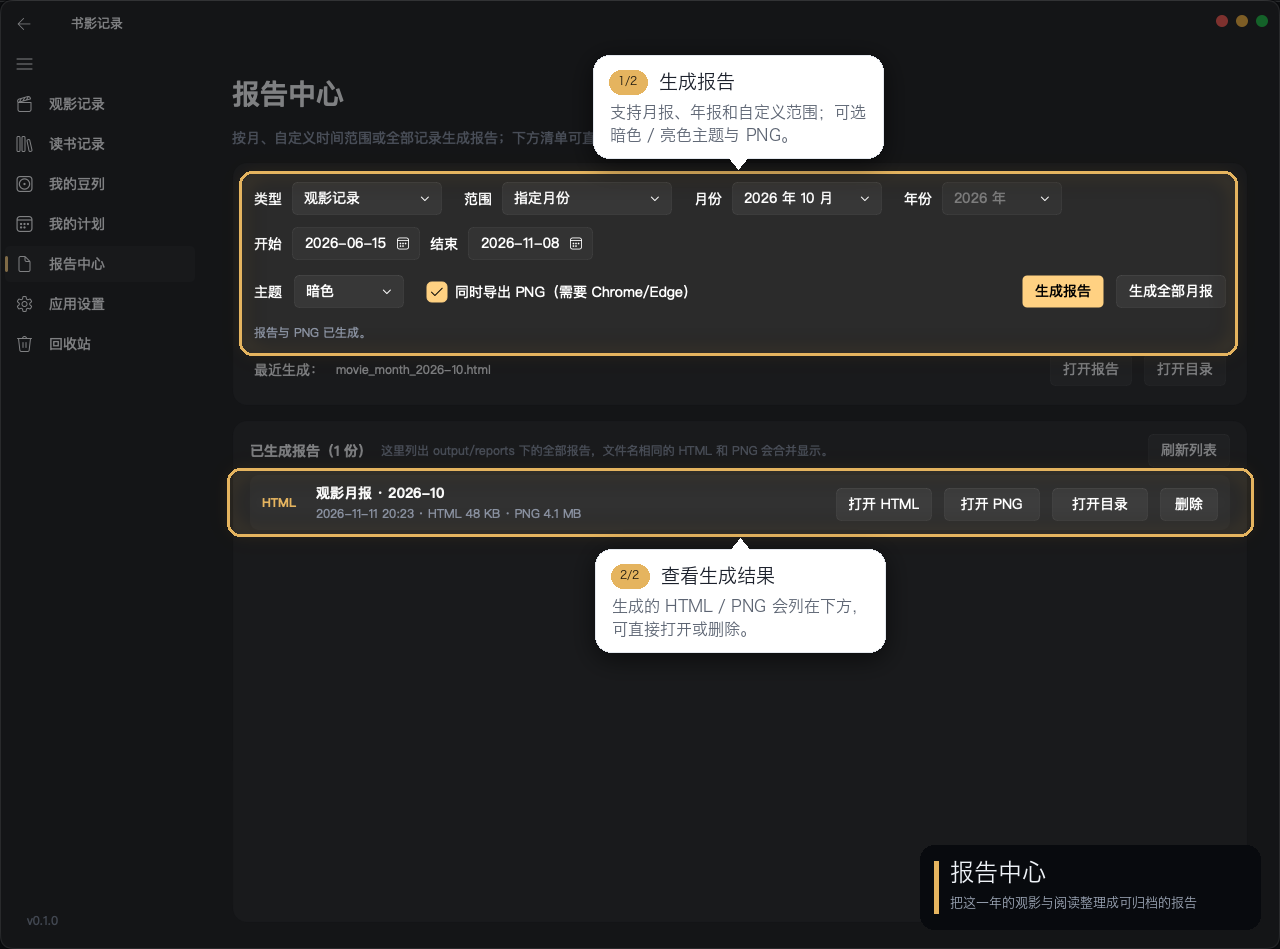 书影记录
观影记录
读书记录
我的豆列
我的计划
报告中心
应用设置
回收站
v0.1.0
报告中心
按月、自定义时间范围或全部记录生成报告；下方清单可直
1/2 生成报告
支持月报、年报和自定义范围；可选
暗色 / 亮色主题与 PNG。
类型 观影记录 范围 指定月份 月份 2026 年 10 月 年份 2026 年
开始 2026-06-15 结束 2026-11-08
主题 暗色 同时导出 PNG（需要 Chrome/Edge） 生成报告 生成全部月报
报告与 PNG 已生成。
最近生成： movie_month_2026-10.html 打开报告 打开目录
已生成报告（1 份） 这里列出 output/reports 下的全部报告，文件名相同的 HTML 和 PNG 会合并显示。 刷新列表
HTML 观影月报 · 2026-10 打开 HTML 打开 PNG 打开目录 删除
2026-11-11 20:23 · HTML 48 KB · PNG 4.1 MB
2/2 查看生成结果
生成的 HTML / PNG 会列在下方，
可直接打开或删除。
报告中心
把这一年的观影与阅读整理成可归档的报告